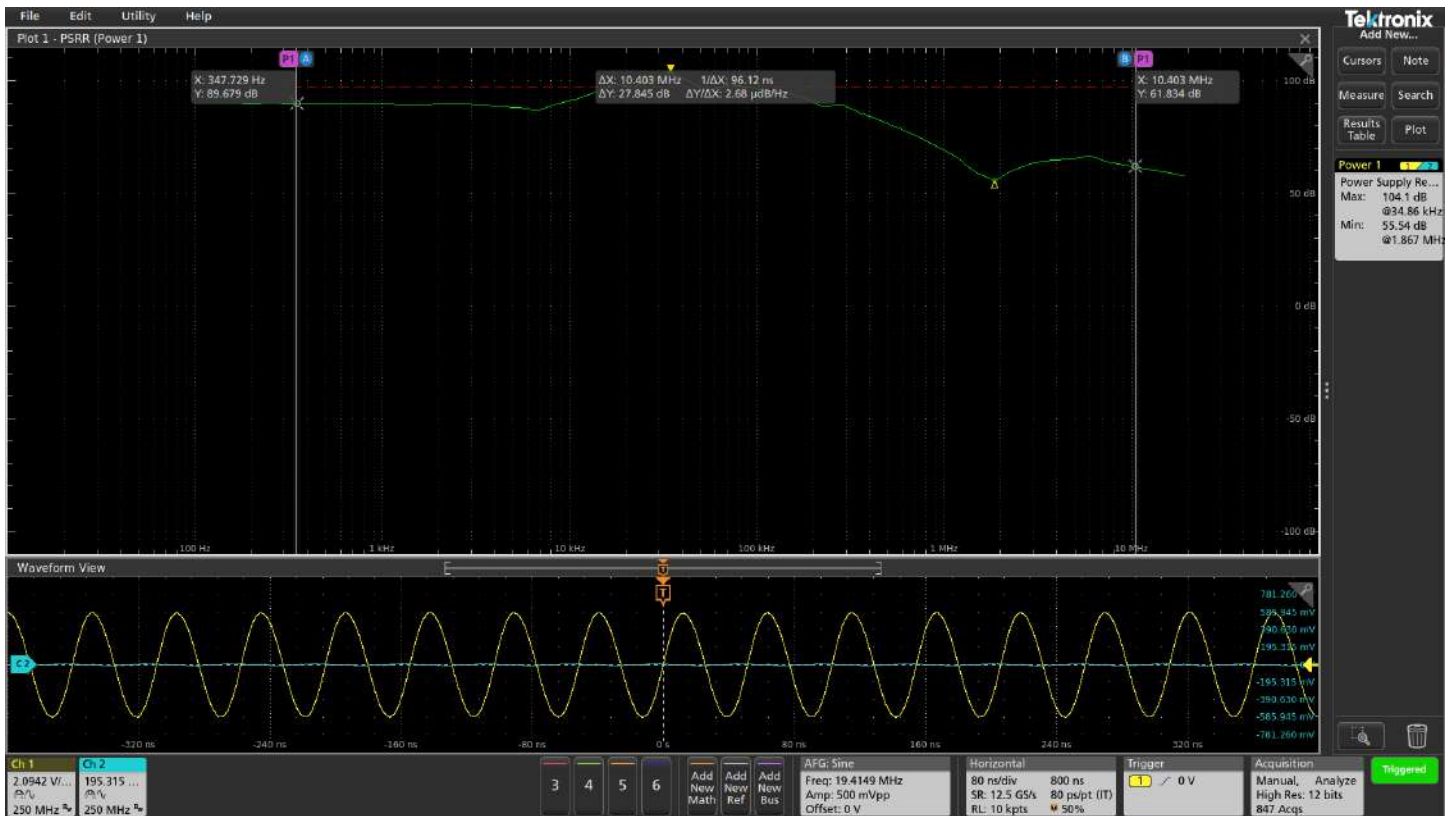 File Edit Utility Help
Tektronix
Add New...
Plot 1 - PSRR (Power 1)
P1 A
B P1
X: 347.729 Hz
Y: 89.679 dB
ΔX: 10.403 MHz 1/ΔX: 96.12 ns
ΔY: 27.845 dB ΔY/ΔX: 2.68 µdB/Hz
X: 10.403 MHz
Y: 61.834 dB
100 dB
50 dB
0 dB
-50 dB
-100 dB
100 Hz 1 kHz 10 kHz 100 kHz 1 MHz 10 MHz
Cursors Note
Measure Search
Results Table Plot
Power 1 1 2
Power Supply Re...
Max: 104.1 dB
@34.86 kHz
Min: 55.54 dB
@1.867 MHz
Waveform View
T
T
C2
781.260
585.945 mV
390.630 mV
195.315 mV
-195.315 mV
-390.630 mV
-585.945 mV
-781.260 mV
-320 ns -240 ns -160 ns -80 ns 0 s 80 ns 160 ns 240 ns 320 ns
Ch 1
2.0942 V/...
250 MHz
Ch 2
195.315 ...
250 MHz
3 4 5 6
Add New Math
Add New Ref
Add New Bus
AFG: Sine
Freq: 19.4149 MHz
Amp: 500 mVpp
Offset: 0 V
Horizontal
80 ns/div 800 ns
SR: 12.5 GS/s 80 ps/pt (IT)
RL: 10 kpts 50%
Trigger
1 0 V
Acquisition
Manual, Analyze
High Res: 12 bits
847 Acqs
Triggered